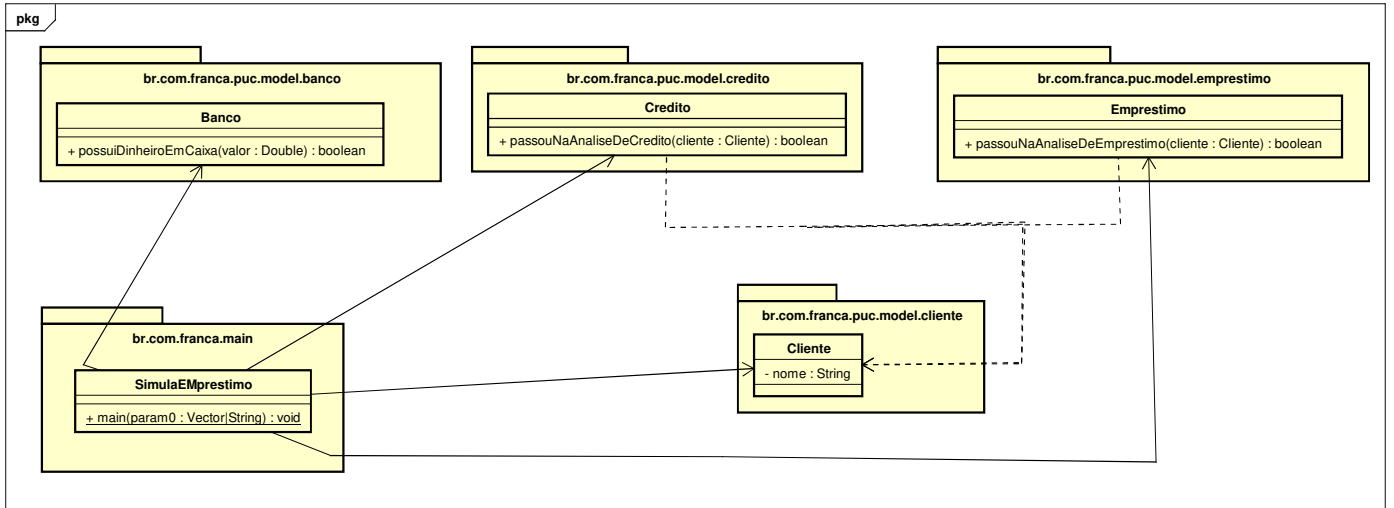 pkg
br.com.franca.puc.model.banco
Banco
+ possuiDinheiroEmCaixa(valor : Double) : boolean
br.com.franca.puc.model.credito
Credito
+ passouNaAnaliseDeCredito(cliente : Cliente) : boolean
br.com.franca.puc.model.emprestimo
Emprestimo
+ passouNaAnaliseDeEmprestimo(cliente : Cliente) : boolean
br.com.franca.main
SimulaEMprestimo
+ main(param0 : Vector|String) : void
br.com.franca.puc.model.cliente
Cliente
- nome : String